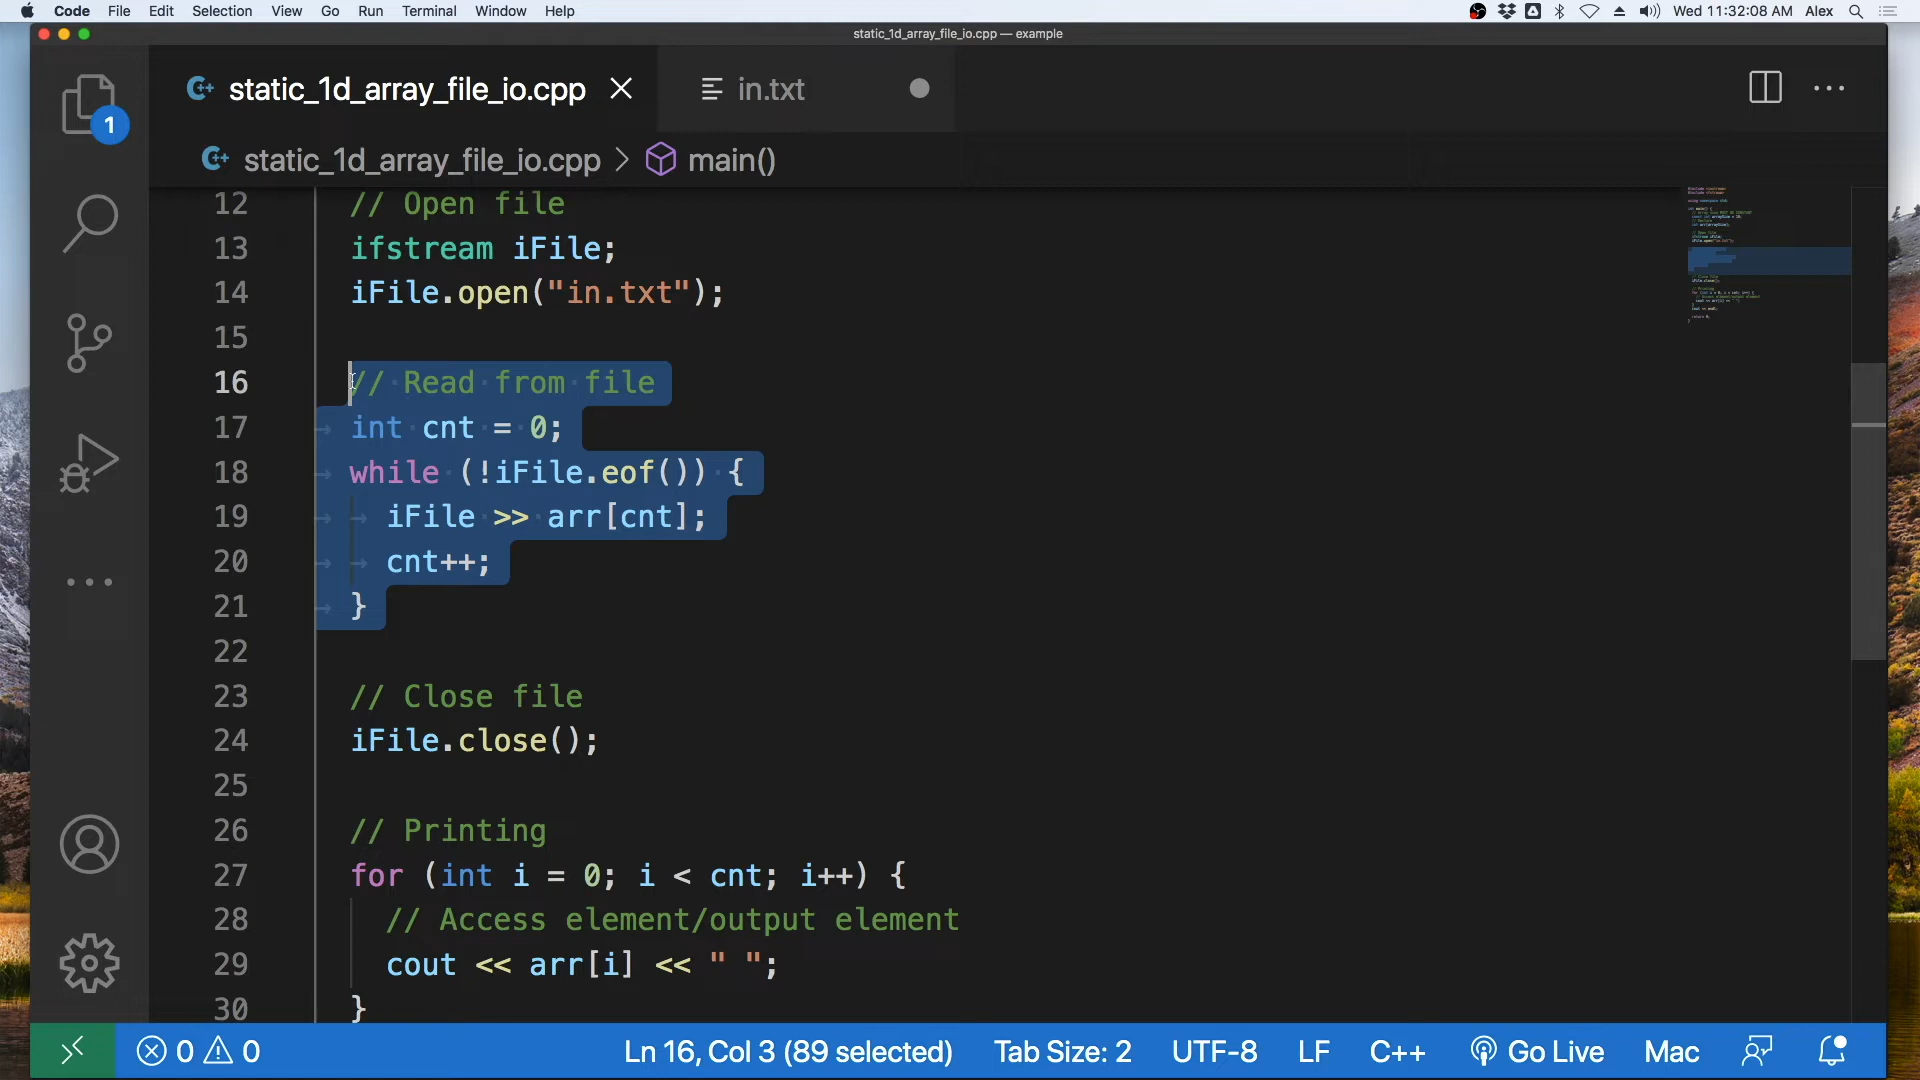 Code File Edit Selection View Go Run Terminal Window Help Wed 11:32:08 AM Alex
static_1d_array_file_io.cpp — example
static_1d_array_file_io.cpp in.txt
1
static_1d_array_file_io.cpp > main()
12 // Open file
13 ifstream iFile;
14 iFile.open("in.txt");
15
16 // Read from file
17 int cnt = 0;
18 while (!iFile.eof()) {
19 iFile >> arr[cnt];
20 cnt++;
21 }
22
23 // Close file
24 iFile.close();
25
26 // Printing
27 for (int i = 0; i < cnt; i++) {
28 // Access element/output element
29 cout << arr[i] << " ";
30 }
0 0 Ln 16, Col 3 (89 selected) Tab Size: 2 UTF-8 LF C++ Go Live Mac